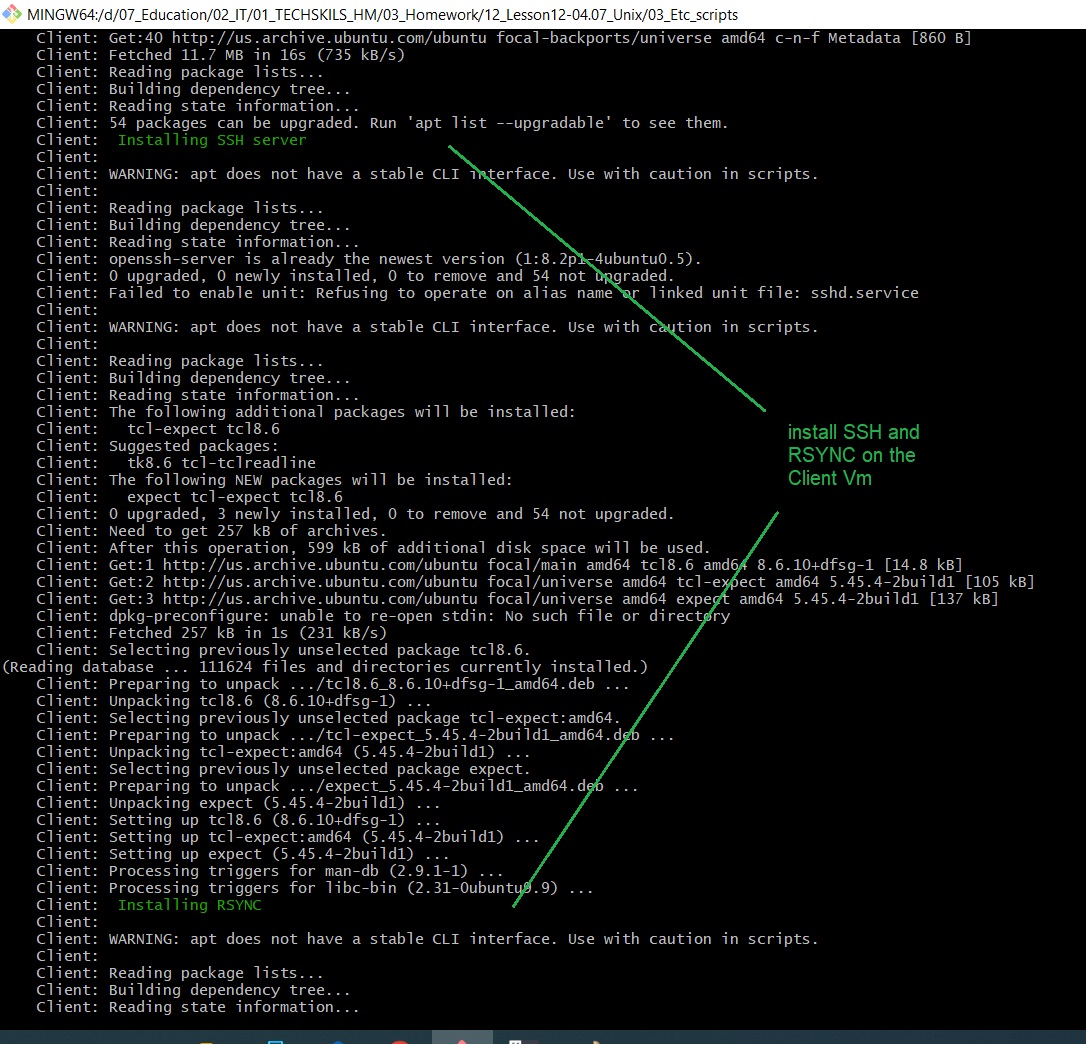 MINGW64:/d/07_Education/02_IT/01_TECHSKILS_HM/03_Homework/12_Lesson12-04.07_Unix/03_Etc_scripts
Client: Get:40 http://us.archive.ubuntu.com/ubuntu focal-backports/universe amd64 c-n-f Metadata [860 B]
Client: Fetched 11.7 MB in 16s (735 kB/s)
Client: Reading package lists...
Client: Building dependency tree...
Client: Reading state information...
Client: 54 packages can be upgraded. Run 'apt list --upgradable' to see them.
Client:  Installing SSH server
Client:
Client: WARNING: apt does not have a stable CLI interface. Use with caution in scripts.
Client:
Client: Reading package lists...
Client: Building dependency tree...
Client: Reading state information...
Client: openssh-server is already the newest version (1:8.2p1-4ubuntu0.5).
Client: 0 upgraded, 0 newly installed, 0 to remove and 54 not upgraded.
Client: Failed to enable unit: Refusing to operate on alias name or linked unit file: sshd.service
Client:
Client: WARNING: apt does not have a stable CLI interface. Use with caution in scripts.
Client:
Client: Reading package lists...
Client: Building dependency tree...
Client: Reading state information...
Client: The following additional packages will be installed:
Client:   tcl-expect tcl8.6
Client: Suggested packages:
Client:   tk8.6 tcl-tclreadline
Client: The following NEW packages will be installed:
Client:   expect tcl-expect tcl8.6
Client: 0 upgraded, 3 newly installed, 0 to remove and 54 not upgraded.
Client: Need to get 257 kB of archives.
Client: After this operation, 599 kB of additional disk space will be used.
Client: Get:1 http://us.archive.ubuntu.com/ubuntu focal/main amd64 tcl8.6 amd64 8.6.10+dfsg-1 [14.8 kB]
Client: Get:2 http://us.archive.ubuntu.com/ubuntu focal/universe amd64 tcl-expect amd64 5.45.4-2build1 [105 kB]
Client: Get:3 http://us.archive.ubuntu.com/ubuntu focal/universe amd64 expect amd64 5.45.4-2build1 [137 kB]
Client: dpkg-preconfigure: unable to re-open stdin: No such file or directory
Client: Fetched 257 kB in 1s (231 kB/s)
Client: Selecting previously unselected package tcl8.6.
(Reading database ... 111624 files and directories currently installed.)
Client: Preparing to unpack .../tcl8.6_8.6.10+dfsg-1_amd64.deb ...
Client: Unpacking tcl8.6 (8.6.10+dfsg-1) ...
Client: Selecting previously unselected package tcl-expect:amd64.
Client: Preparing to unpack .../tcl-expect_5.45.4-2build1_amd64.deb ...
Client: Unpacking tcl-expect:amd64 (5.45.4-2build1) ...
Client: Selecting previously unselected package expect.
Client: Preparing to unpack .../expect_5.45.4-2build1_amd64.deb ...
Client: Unpacking expect (5.45.4-2build1) ...
Client: Setting up tcl8.6 (8.6.10+dfsg-1) ...
Client: Setting up tcl-expect:amd64 (5.45.4-2build1) ...
Client: Setting up expect (5.45.4-2build1) ...
Client: Processing triggers for man-db (2.9.1-1) ...
Client: Processing triggers for libc-bin (2.31-0ubuntu9.9) ...
Client:  Installing RSYNC
Client:
Client: WARNING: apt does not have a stable CLI interface. Use with caution in scripts.
Client:
Client: Reading package lists...
Client: Building dependency tree...
Client: Reading state information...
install SSH and
RSYNC on the
Client Vm